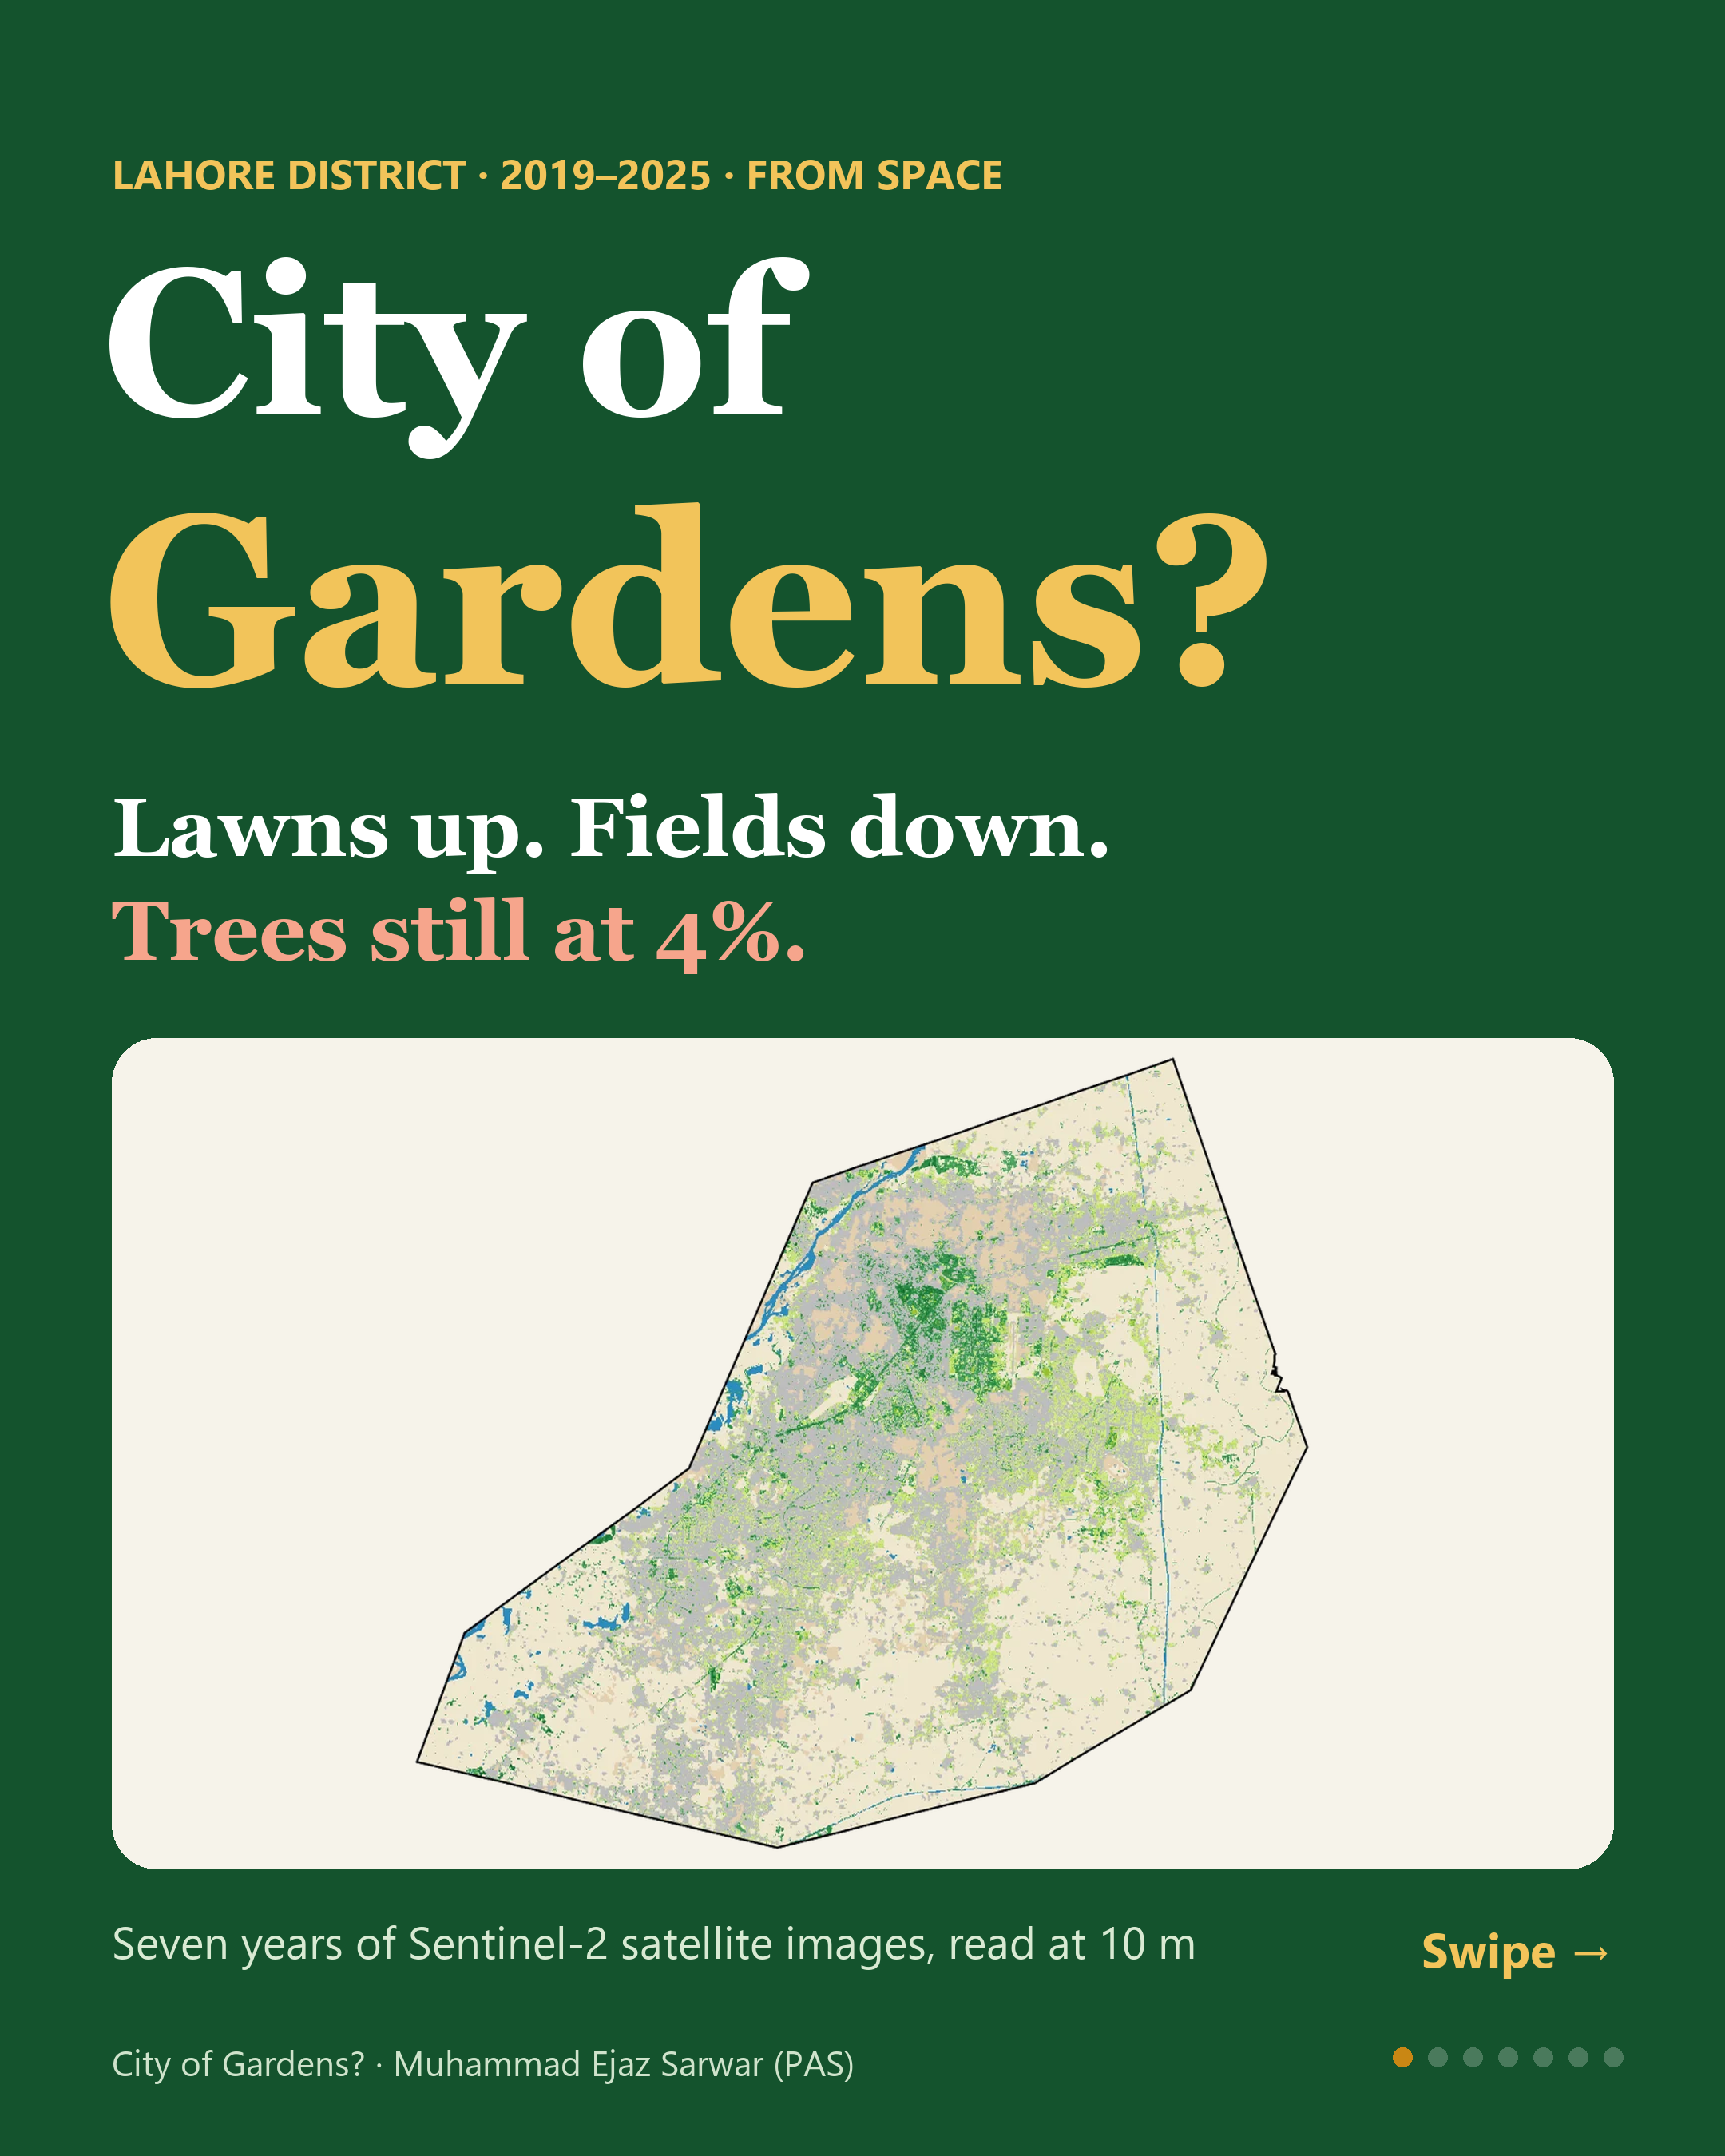 LAHORE DISTRICT · 2019–2025 · FROM SPACE
City of
Gardens?
Lawns up. Fields down.
Trees still at 4%.
Seven years of Sentinel-2 satellite images, read at 10 m
Swipe →
City of Gardens? · Muhammad Ejaz Sarwar (PAS)